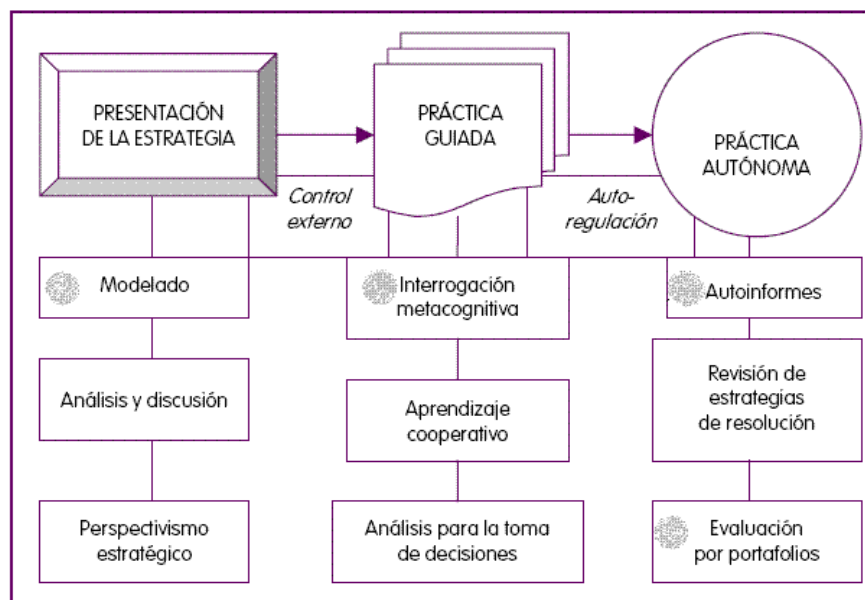 PRESENTACIÓN
DE LA ESTRATEGIA
PRÁCTICA
GUIADA
PRÁCTICA
AUTÓNOMA
Control
externo
Auto-
regulación
Modelado
Interrogación
metacognitiva
Autoinformes
Análisis y discusión
Aprendizaje
cooperativo
Revisión de
estrategias
de resolución
Perspectivismo
estratégico
Análisis para la toma
de decisiones
Evaluación
por portafolios